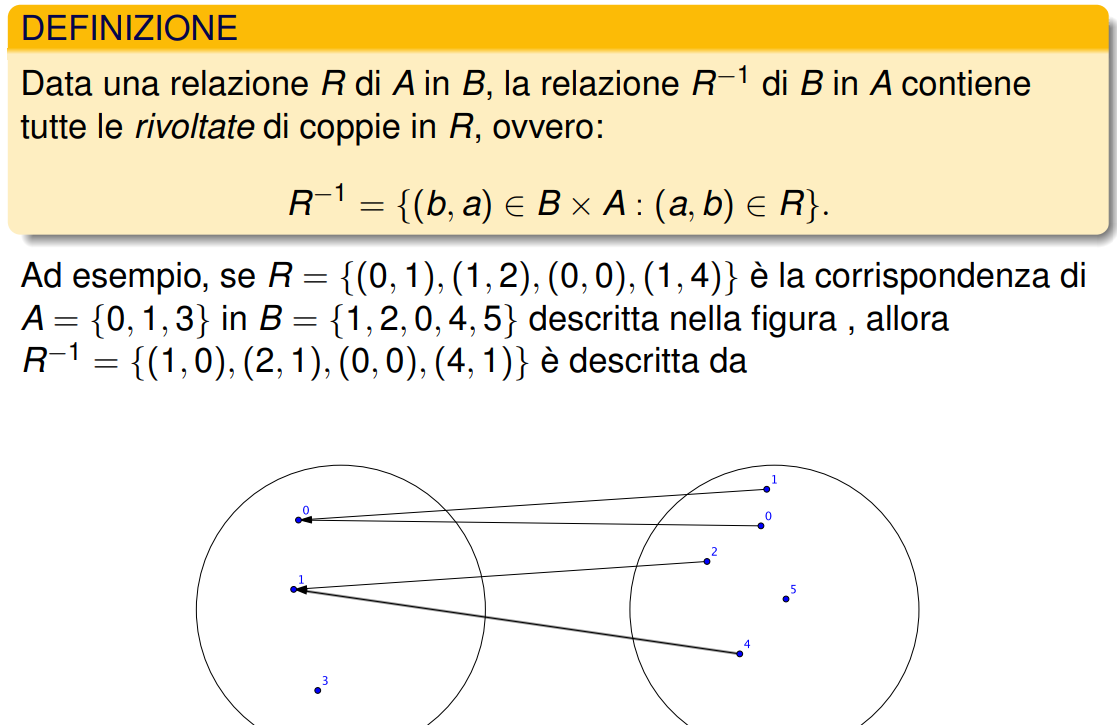 DEFINIZIONE
Data una relazione R di A in B, la relazione R⁻¹ di B in A contiene
tutte le rivoltate di coppie in R, ovvero:
R⁻¹ = {(b, a) ∈ B × A : (a, b) ∈ R}.
Ad esempio, se R = {(0, 1), (1, 2), (0, 0), (1, 4)} è la corrispondenza di
A = {0, 1, 3} in B = {1, 2, 0, 4, 5} descritta nella figura , allora
R⁻¹ = {(1, 0), (2, 1), (0, 0), (4, 1)} è descritta da
0
1
3
1
0
2
5
4